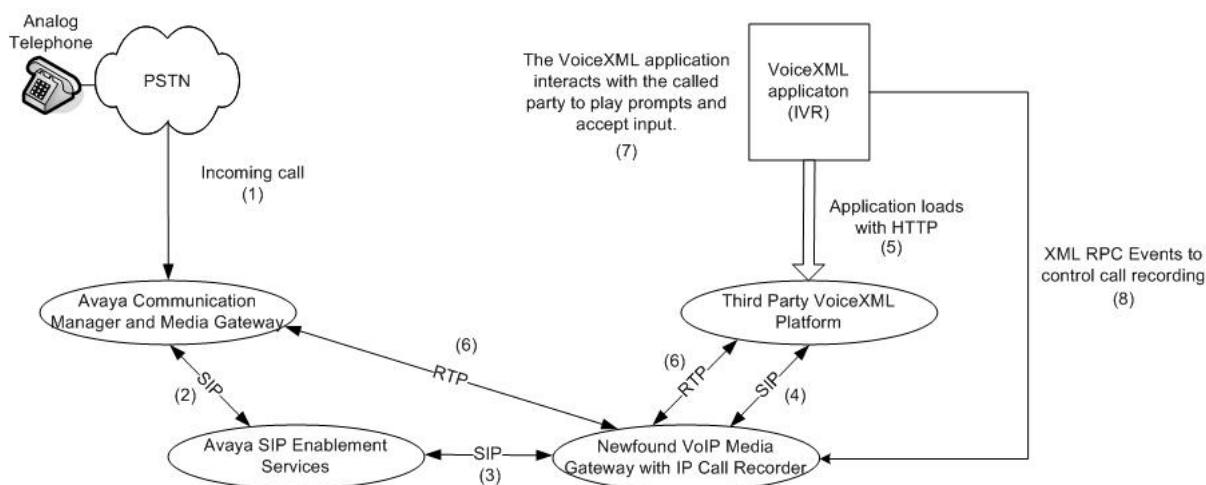 Analog
Telephone
PSTN
Incoming call
(1)
The VoiceXML application
interacts with the called
party to play prompts and
accept input.
(7)
VoiceXML
applicaton
(IVR)
Application loads
with HTTP
(5)
XML RPC Events to
control call recording
(8)
Avaya Communication
Manager and Media Gateway
Third Party VoiceXML
Platform
(6)
RTP
(6)
RTP
SIP
(4)
SIP
(2)
Avaya SIP Enablement
Services
SIP
(3)
Newfound VoIP Media
Gateway with IP Call Recorder